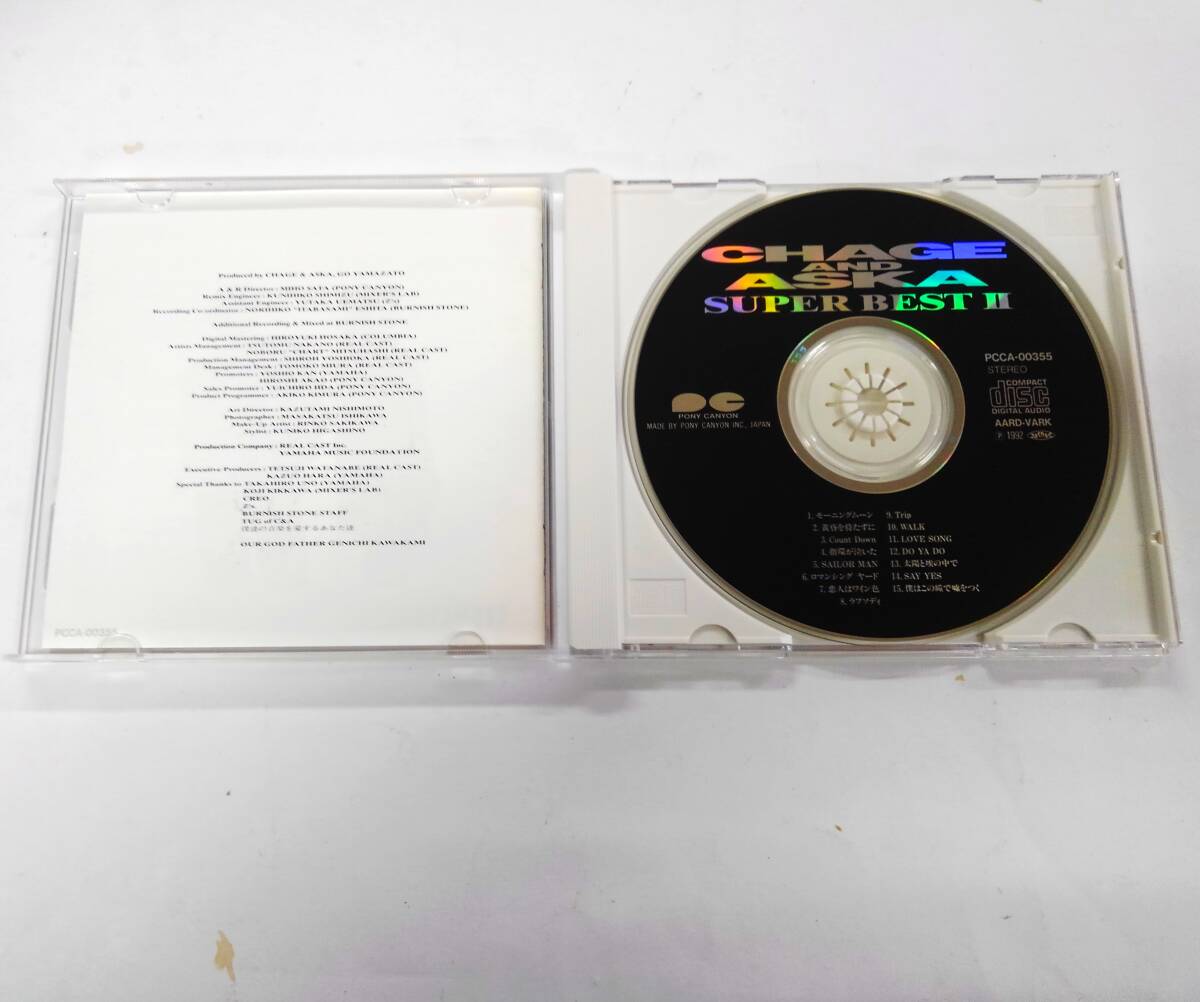 Produced by CHAGE & ASKA, GO YAMAZATO
A & R Director : MIHO SATA (PONY CANYON)
Remix Engineer : KUNIHIKO SHIMIZU (MIXER'S LAB)
Assistant Engineer : YUTAKA UEMATSU (Z's)
Recording Co-ordinator : NORIHIKO "ITABASAMI" ESHITA (BURNISH STONE)
Additional Recording & Mixed at BURNISH STONE
Digital Mastering : HIROYUKI HOSAKA (COLUMBIA)
Artists Management : TSUTOMU NAKANO (REAL CAST)
NOBORU "CHART" MITSUHASHI (REAL CAST)
Production Management : SHIROH YOSHIOKA (REAL CAST)
Management Desk : TOMOKO MIURA (REAL CAST)
Promoters : YOSHO KAN (YAMAHA)
HIROSHI AKAO (PONY CANYON)
Sales Promoter : YUICHIRO IIDA (PONY CANYON)
Product Programmer : AKIKO KIMURA (PONY CANYON)
Art Director : KAZUTAMI NISHIMOTO
Photographer : MASAKATSU ISHIKAWA
Make-Up Artist : RINKO SAKIKAWA
Stylist : KUNIKO HIGASHINO
Production Company : REAL CAST Inc.
YAMAHA MUSIC FOUNDATION
Executive Producers : TETSUJI WATANABE (REAL CAST)
KAZUO HARA (YAMAHA)
Special Thanks to TAKAHIRO UNO (YAMAHA)
KOJI KIKKAWA (MIXER'S LAB)
CREO
Z's
BURNISH STONE STAFF
TUG of C&A
僕達の音楽を愛するあなた達
OUR GOD FATHER GENICHI KAWAKAMI
PCCA-00355
CHAGE
AND
ASKA
SUPER BEST II
PONY CANYON
MADE BY PONY CANYON INC., JAPAN
PCCA-00355
STEREO
COMPACT
disc
DIGITAL AUDIO
AARD-VARK
Ⓟ 1992
1. モーニングムーン
2. 黄昏を待たずに
3. Count Down
4. 指環が泣いた
5. SAILOR MAN
6. ロマンシング ヤード
7. 恋人はワイン色
8. ラプソディ
9. Trip
10. WALK
11. LOVE SONG
12. DO YA DO
13. 太陽と埃の中で
14. SAY YES
15. 僕はこの瞳で嘘をつく